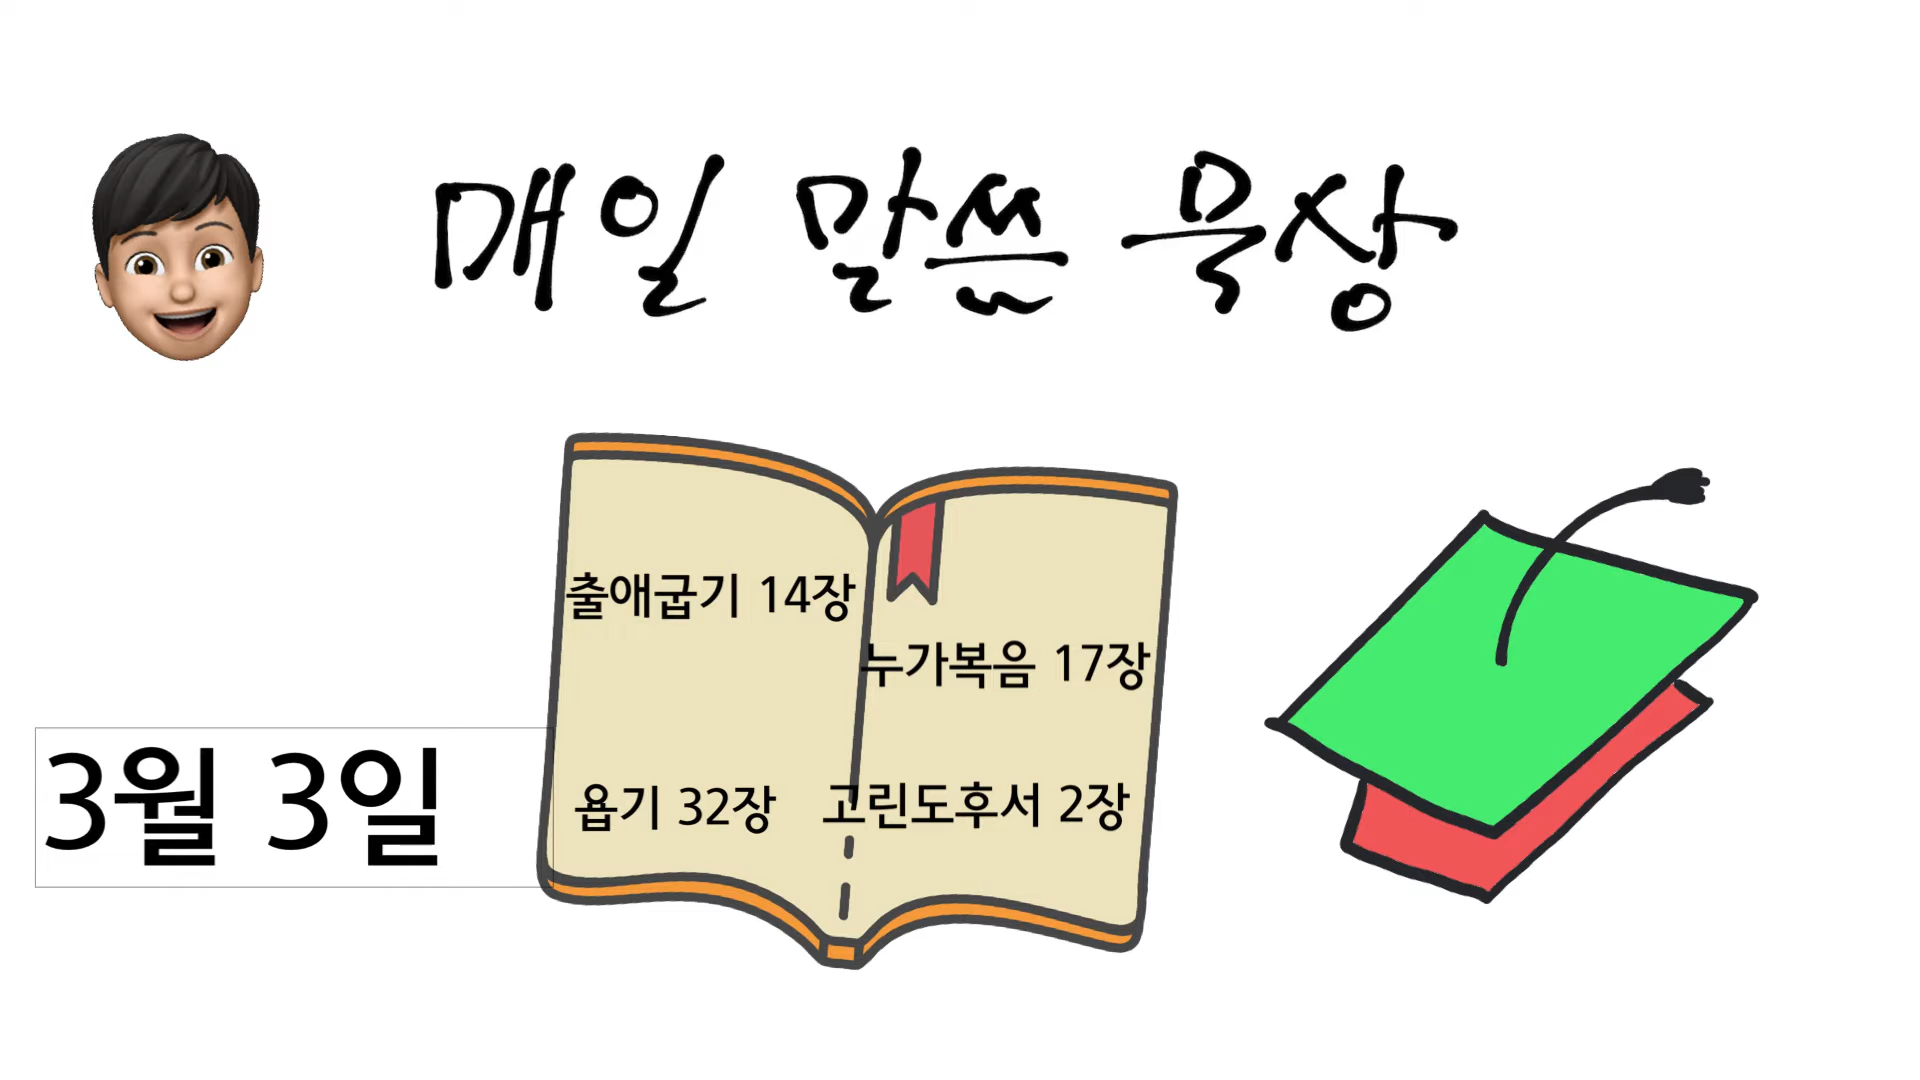 매일 말씀 묵상
출애굽기 14장
누가복음 17장
3월 3일
욥기 32장
고린도후서 2장